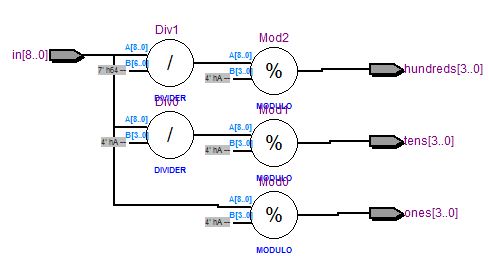 Div1
in[8..0]
A[8..0]
B[6..0]
7' h64
/
DIVIDER
Mod2
A[8..0]
B[3..0]
4' hA
%
MODULO
hundreds[3..0]
Div0
A[8..0]
B[3..0]
4' hA
/
DIVIDER
Mod1
A[8..0]
B[3..0]
4' hA
%
MODULO
tens[3..0]
Mod0
A[8..0]
B[3..0]
4' hA
%
MODULO
ones[3..0]